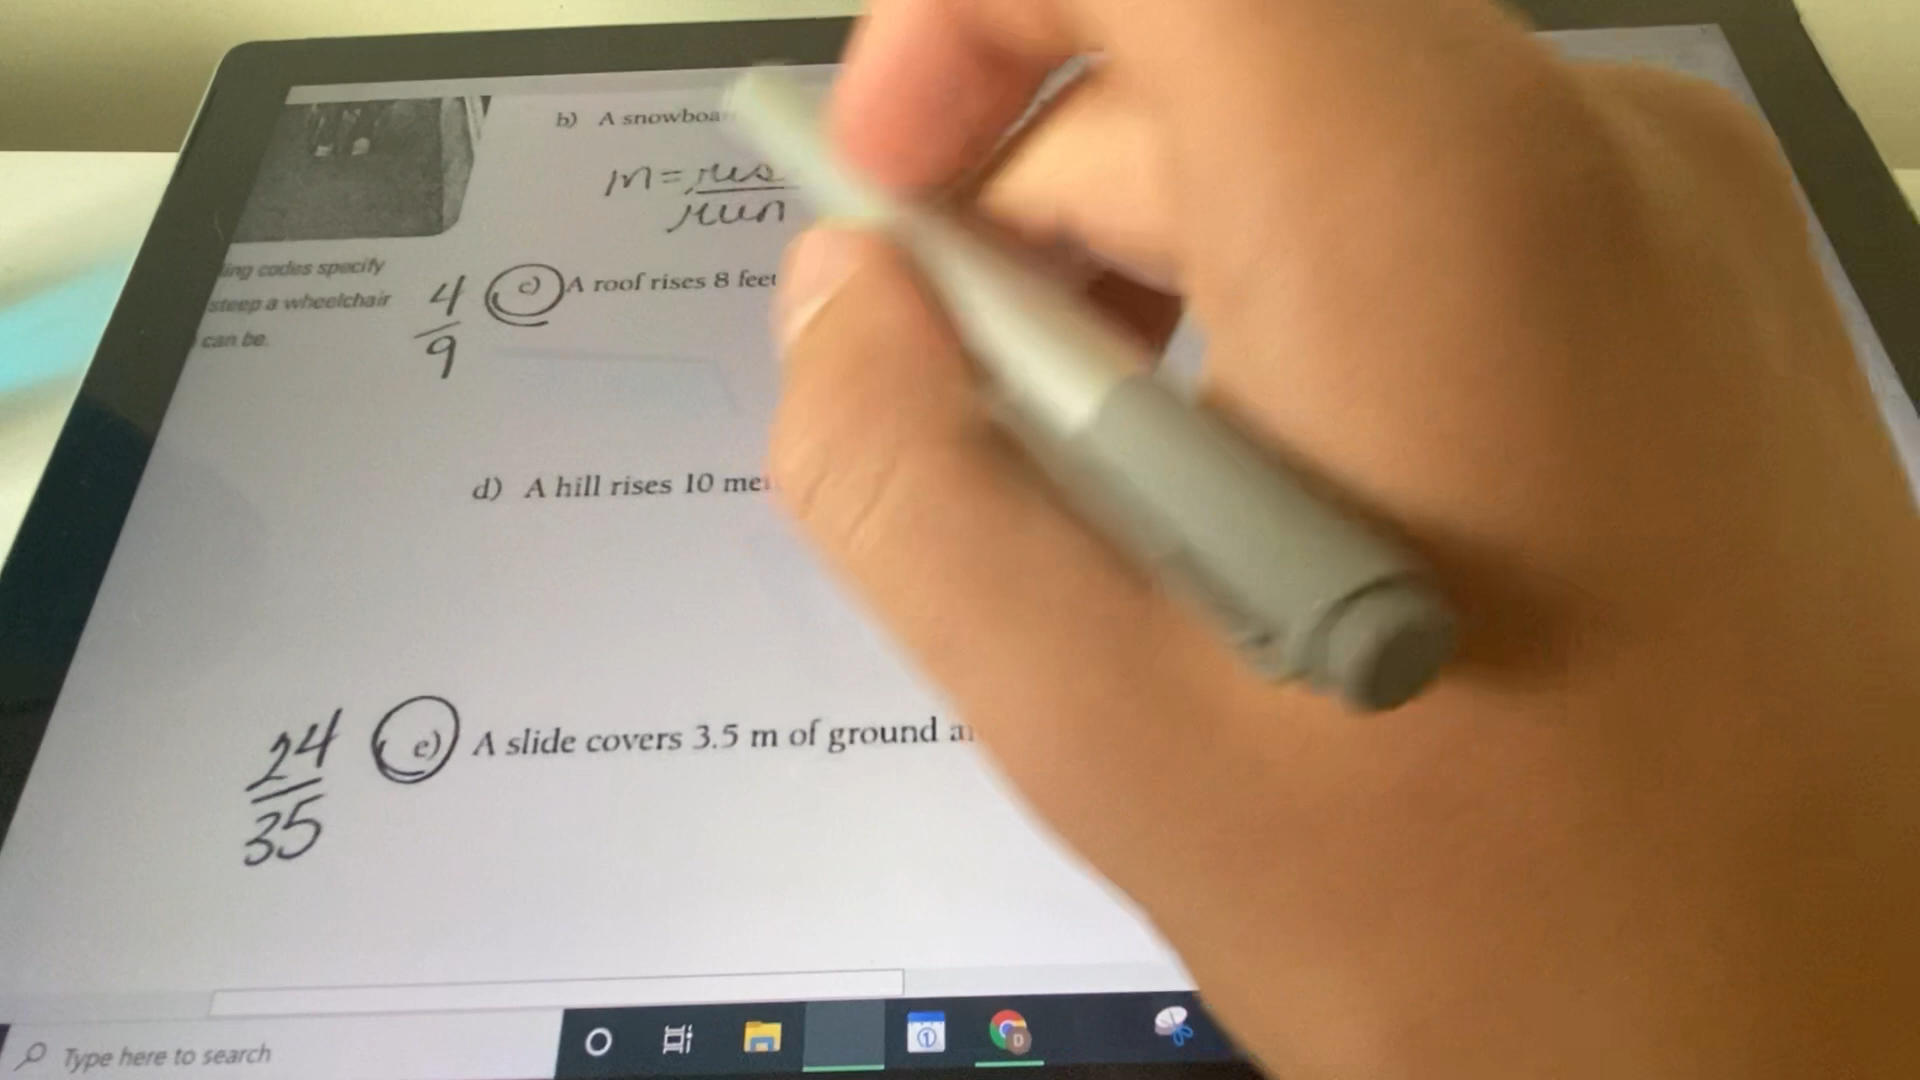 b) A snowboa
m = rise
run
ing codes specify
steep a wheelchair
can be.
4
9
c) A roof rises 8 feet
d) A hill rises 10 me
24
35
e) A slide covers 3.5 m of ground a
Type here to search